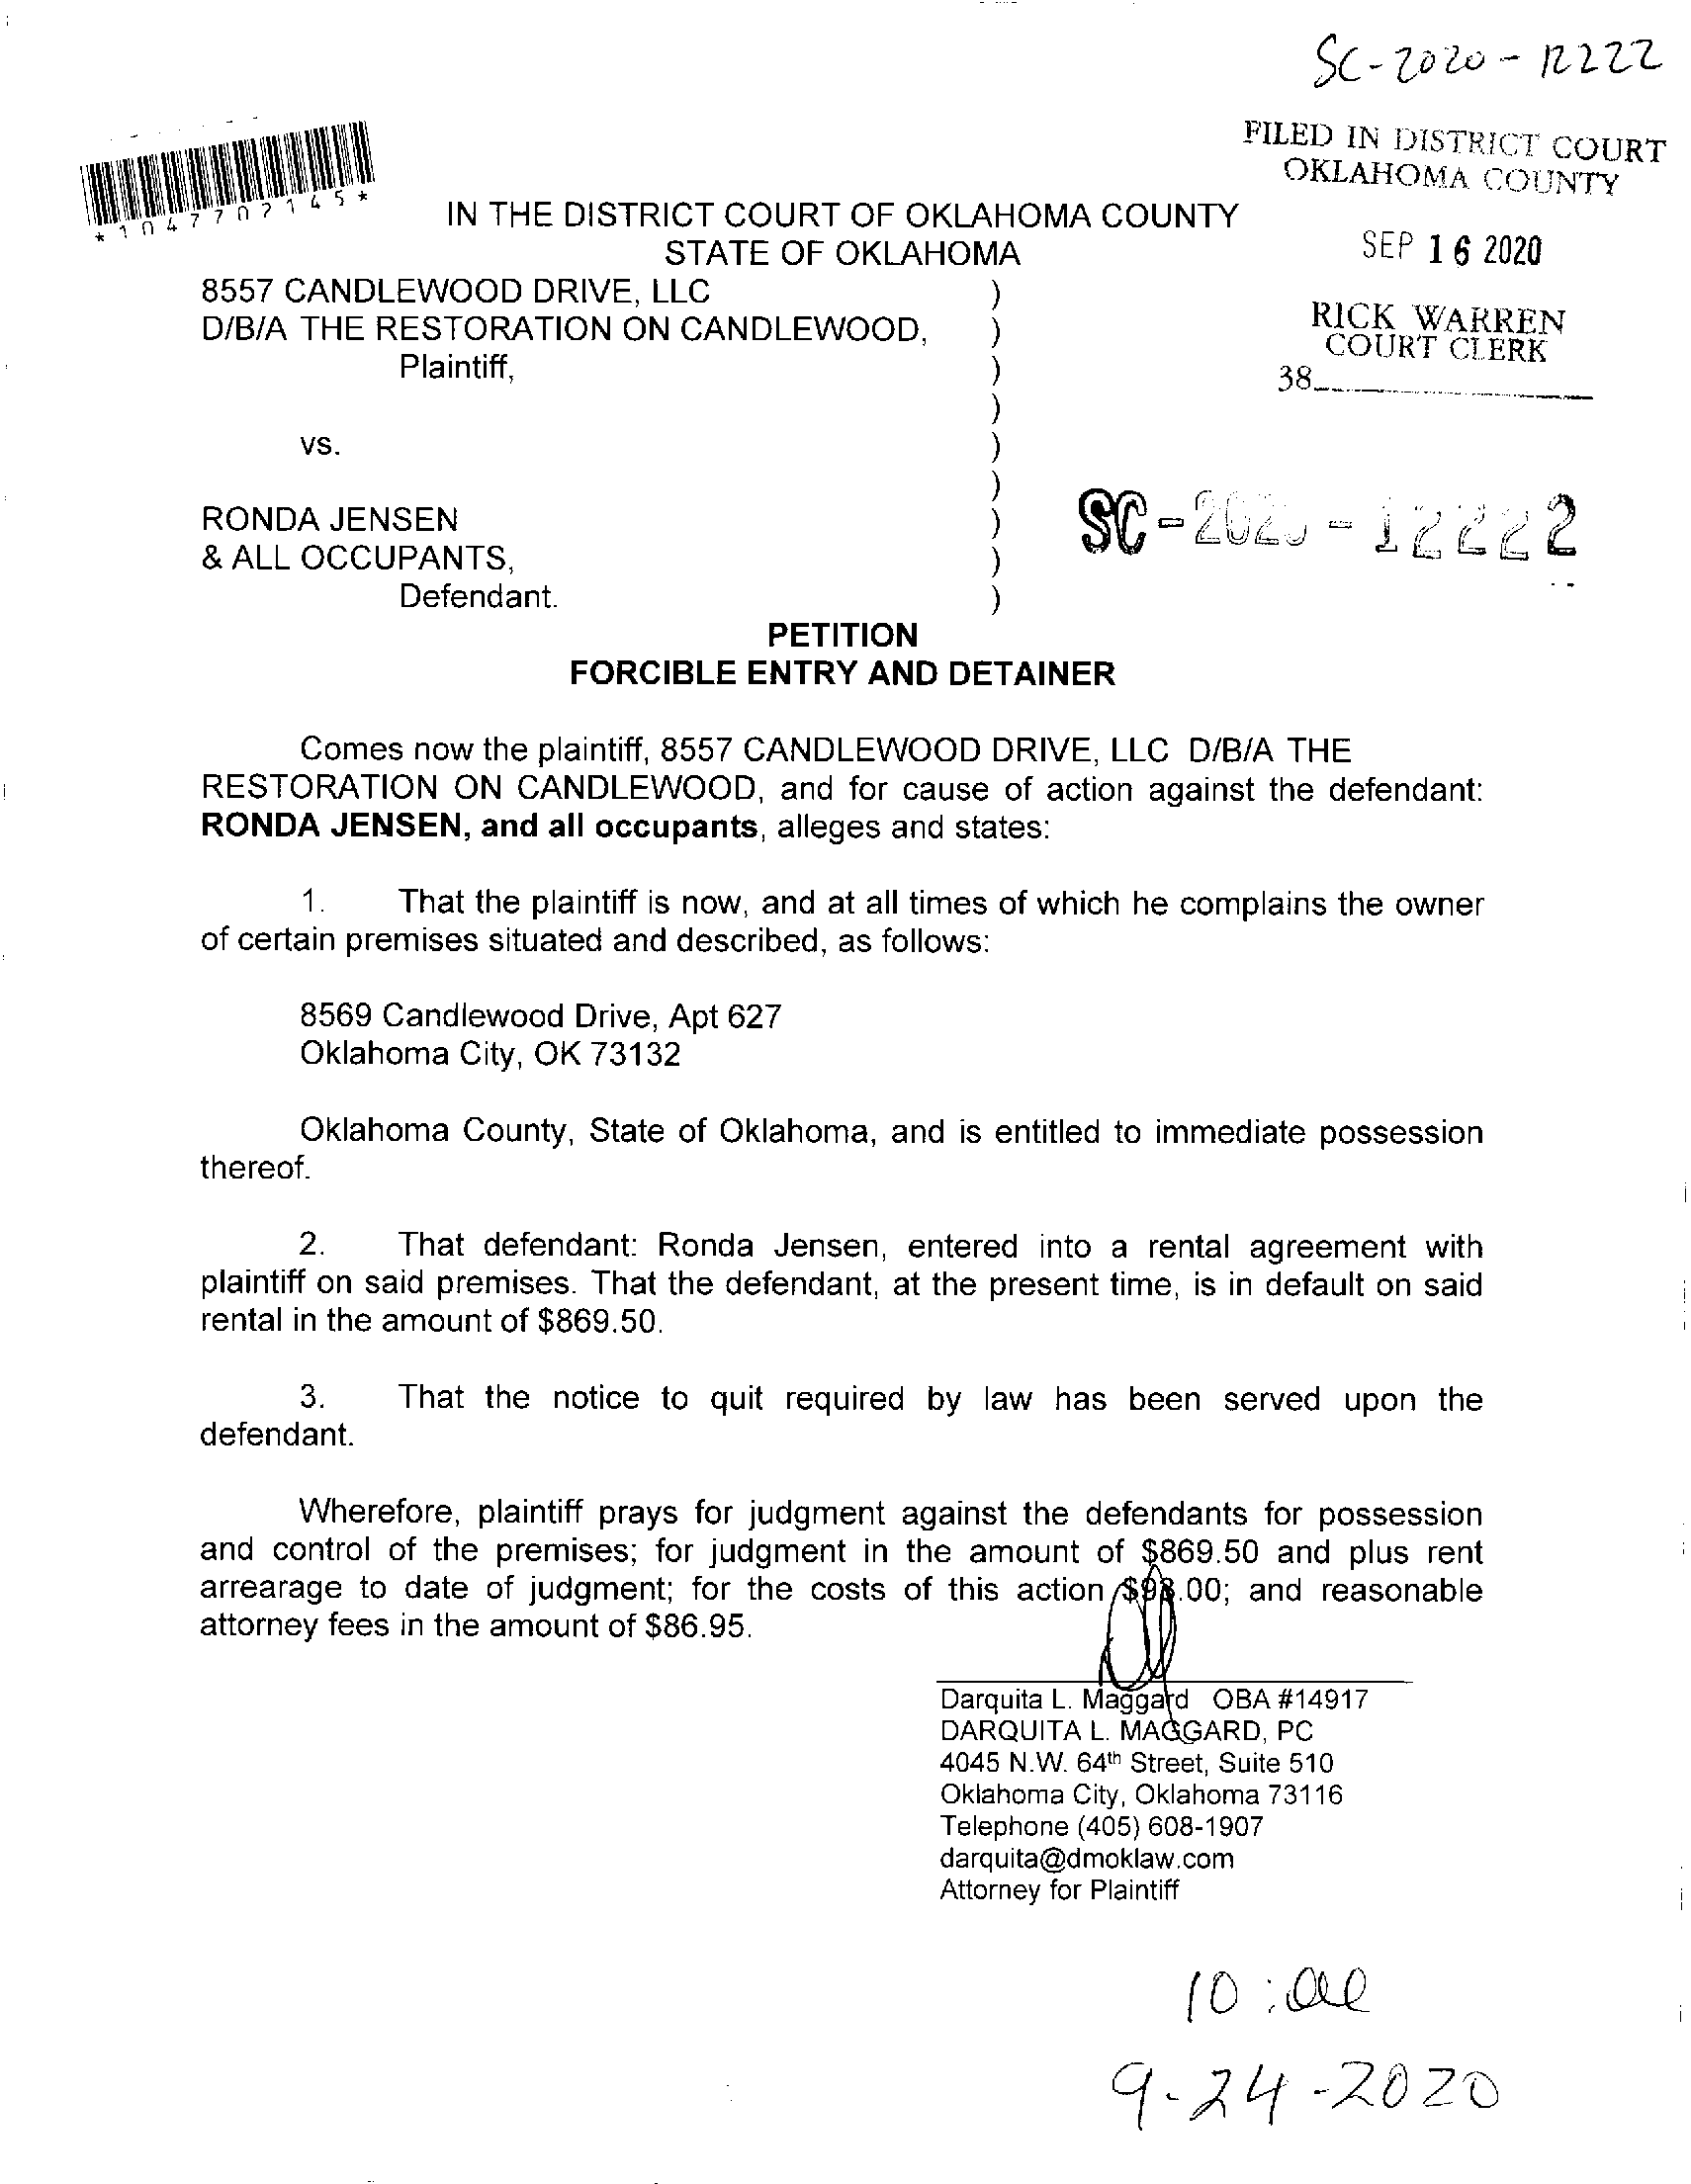 SC-2020-12222
FILED IN DISTRICT COURT
OKLAHOMA COUNTY
*1047707145*
IN THE DISTRICT COURT OF OKLAHOMA COUNTY
STATE OF OKLAHOMA
SEP 16 2020
8557 CANDLEWOOD DRIVE, LLC )
D/B/A THE RESTORATION ON CANDLEWOOD, )
Plaintiff, )
RICK WARREN
COURT CLERK
38
)
vs. )
)
RONDA JENSEN )
& ALL OCCUPANTS, )
Defendant. )
SC-2020-12222
PETITION
FORCIBLE ENTRY AND DETAINER
Comes now the plaintiff, 8557 CANDLEWOOD DRIVE, LLC D/B/A THE
RESTORATION ON CANDLEWOOD, and for cause of action against the defendant:
RONDA JENSEN, and all occupants, alleges and states:
1. That the plaintiff is now, and at all times of which he complains the owner
of certain premises situated and described, as follows:
8569 Candlewood Drive, Apt 627
Oklahoma City, OK 73132
Oklahoma County, State of Oklahoma, and is entitled to immediate possession
thereof.
2. That defendant: Ronda Jensen, entered into a rental agreement with
plaintiff on said premises. That the defendant, at the present time, is in default on said
rental in the amount of $869.50.
3. That the notice to quit required by law has been served upon the
defendant.
Wherefore, plaintiff prays for judgment against the defendants for possession
and control of the premises; for judgment in the amount of $869.50 and plus rent
arrearage to date of judgment; for the costs of this action $98.00; and reasonable
attorney fees in the amount of $86.95.
Darquita L. Maggard OBA #14917
DARQUITA L. MAGGARD, PC
4045 N.W. 64th Street, Suite 510
Oklahoma City, Oklahoma 73116
Telephone (405) 608-1907
darquita@dmoklaw.com
Attorney for Plaintiff
9-24-2020